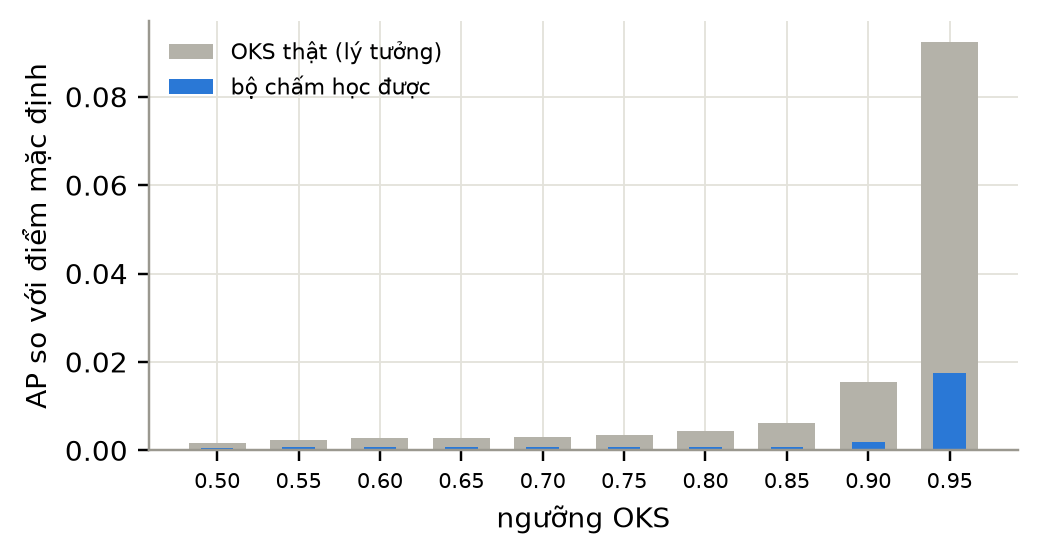 OKS thật (lý tưởng)
bộ chấm học được
AP so với điểm mặc định
0.08
0.06
0.04
0.02
0.00
0.50 0.55 0.60 0.65 0.70 0.75 0.80 0.85 0.90 0.95
ngưỡng OKS